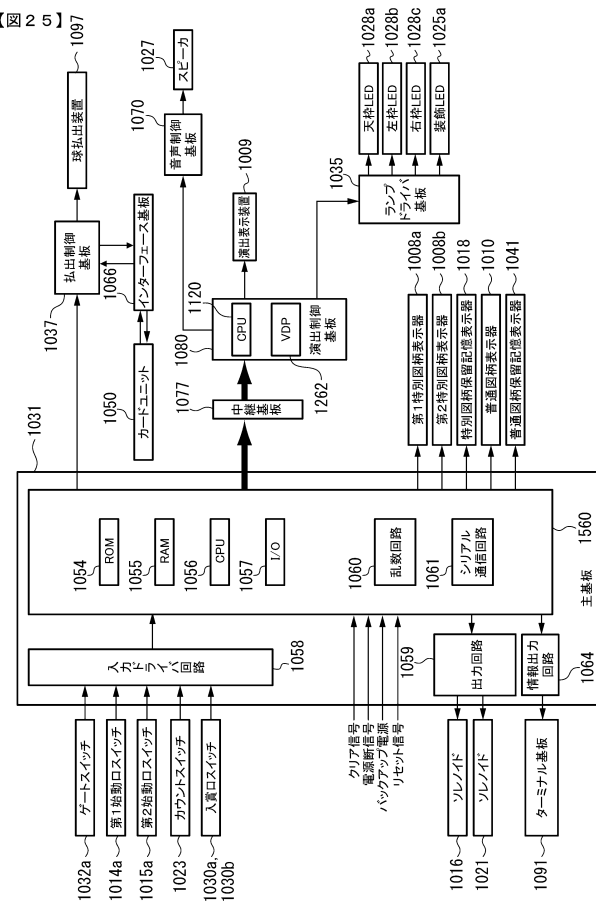 【図25】
1031
1032a
ゲートスイッチ
1014a
第1始動口スイッチ
1015a
第2始動口スイッチ
1023
カウントスイッチ
1030a,
1030b
入賞口スイッチ
入力ドライバ回路
1058
1054
ROM
1055
RAM
1056
CPU
1057
I/O
1060
乱数回路
1061
シリアル
通信回路
1560
主基板
クリア信号
電源断信号
バックアップ電源
リセット信号
1059
出力回路
情報出力
回路
1064
1016
ソレノイド
1021
ソレノイド
1091
ターミナル基板
1037
払出制御
基板
1097
球払出装置
1066
インターフェース基板
1050
カードユニット
1077
中継基板
1080
1120
CPU
VDP
1262
演出制御
基板
1009
演出表示装置
1070
音声制御
基板
1027
スピーカ
1035
ランプ
ドライバ
基板
天枠LED
1028a
左枠LED
1028b
右枠LED
1028c
装飾LED
1025a
第1特別図柄表示器
1008a
第2特別図柄表示器
1008b
特別図柄保留記憶表示器
1018
普通図柄表示器
1010
普通図柄保留記憶表示器
1041